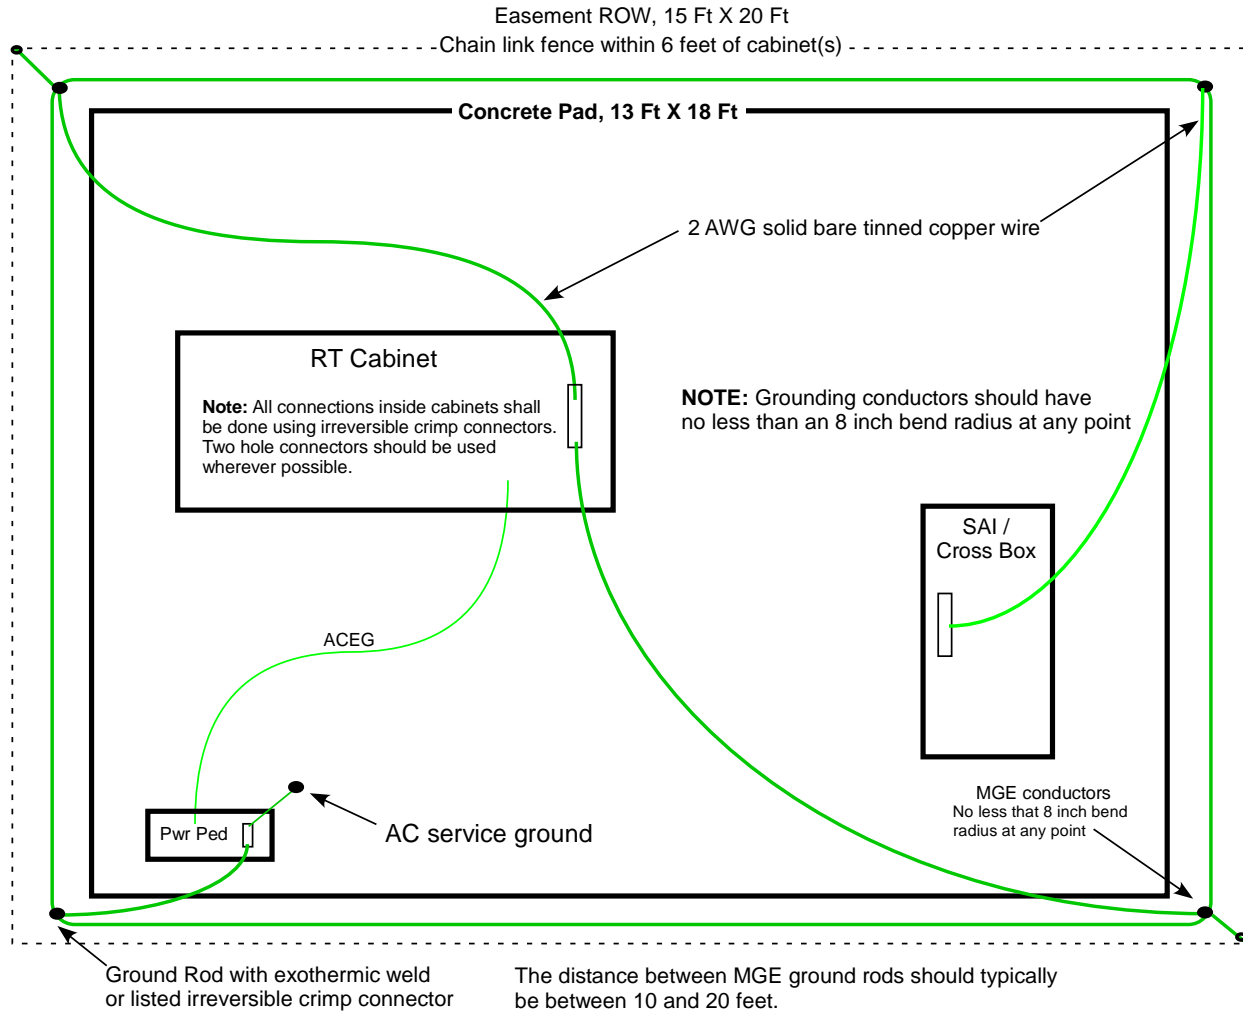 Easement ROW, 15 Ft X 20 Ft
Chain link fence within 6 feet of cabinet(s)
Concrete Pad, 13 Ft X 18 Ft
2 AWG solid bare tinned copper wire
RT Cabinet
Note: All connections inside cabinets shall
be done using irreversible crimp connectors.
Two hole connectors should be used
wherever possible.
NOTE: Grounding conductors should have
no less than an 8 inch bend radius at any point
SAI /
Cross Box
ACEG
MGE conductors
No less that 8 inch bend
radius at any point
Pwr Ped
AC service ground
Ground Rod with exothermic weld
or listed irreversible crimp connector
The distance between MGE ground rods should typically
be between 10 and 20 feet.